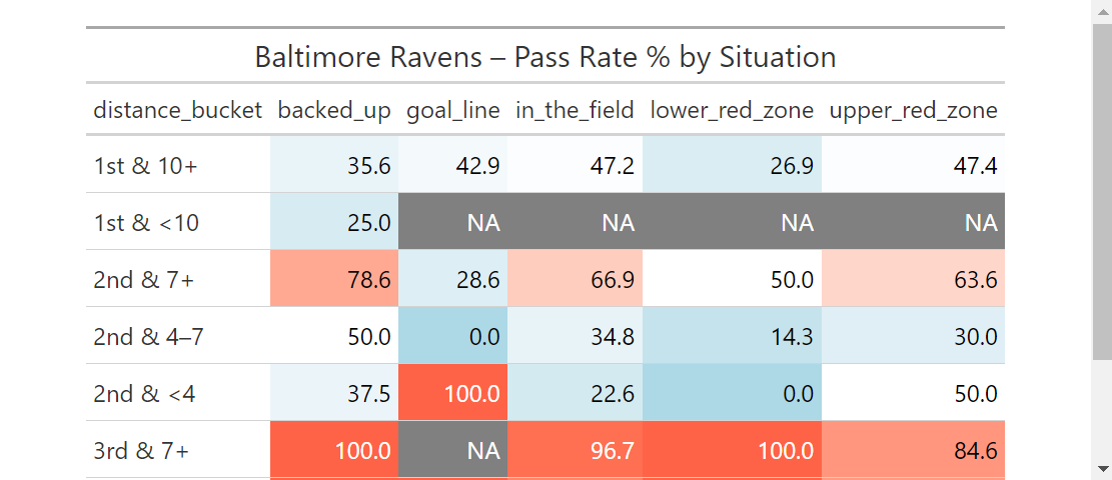 Baltimore Ravens – Pass Rate % by Situation
distance_bucket backed_up goal_line in_the_field lower_red_zone upper_red_zone
1st & 10+ 35.6 42.9 47.2 26.9 47.4
1st & <10 25.0 NA NA NA NA
2nd & 7+ 78.6 28.6 66.9 50.0 63.6
2nd & 4–7 50.0 0.0 34.8 14.3 30.0
2nd & <4 37.5 100.0 22.6 0.0 50.0
3rd & 7+ 100.0 NA 96.7 100.0 84.6